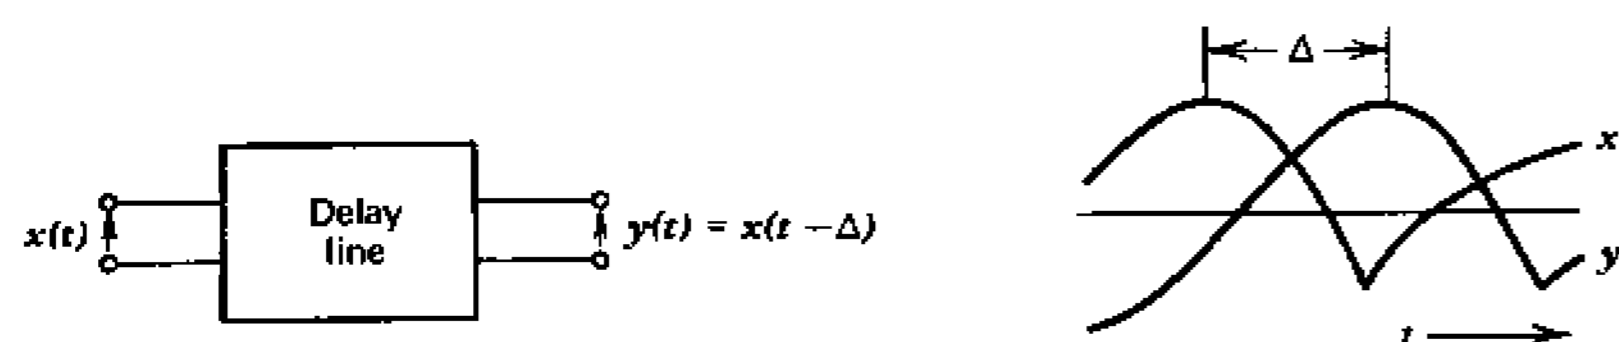 x(t)
Delay
line
y(t) = x(t − Δ)
Δ
x
y
t